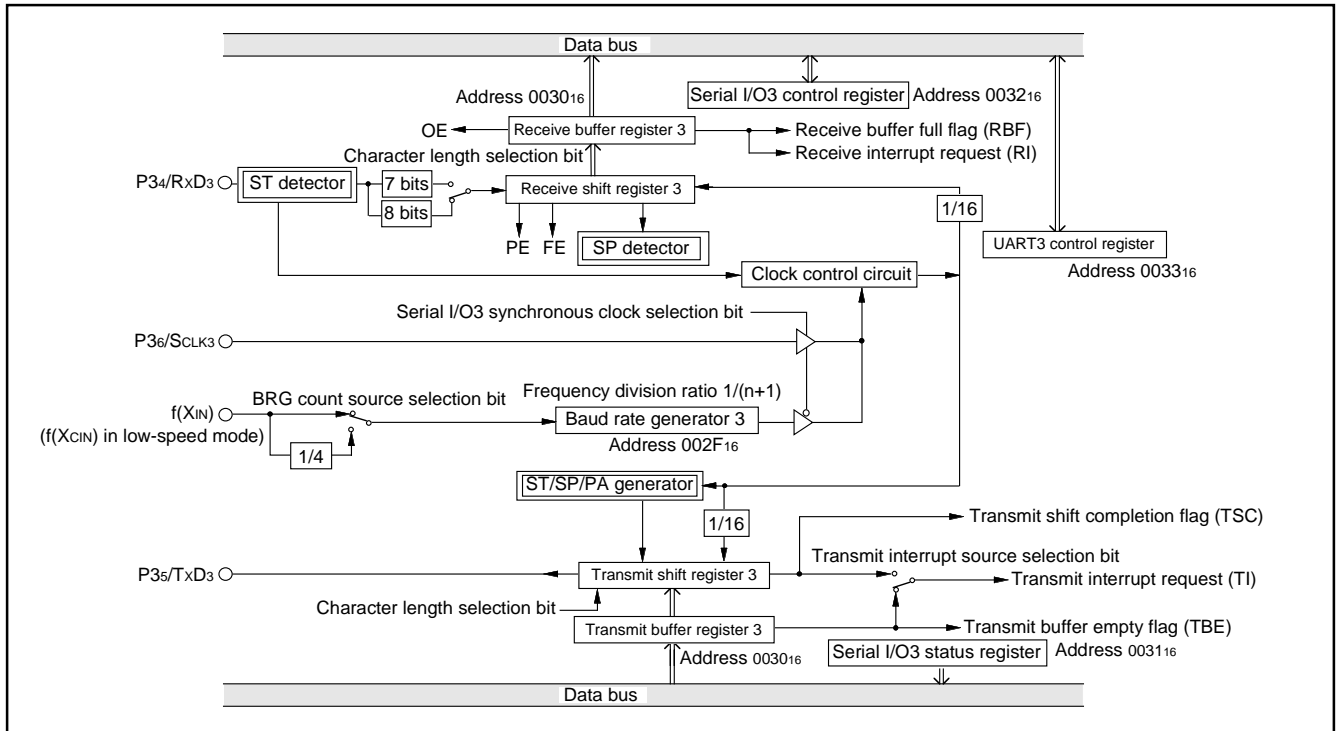 Data bus
Address 003016
Serial I/O3 control register Address 003216
OE
Receive buffer register 3
Receive buffer full flag (RBF)
Receive interrupt request (RI)
Character length selection bit
P34/RXD3
ST detector
7 bits
8 bits
Receive shift register 3
1/16
PE FE
SP detector
UART3 control register
Address 003316
Clock control circuit
Serial I/O3 synchronous clock selection bit
P36/SCLK3
BRG count source selection bit
Frequency division ratio 1/(n+1)
f(XIN)
(f(XCIN) in low-speed mode)
Baud rate generator 3
Address 002F16
1/4
ST/SP/PA generator
1/16
Transmit shift completion flag (TSC)
Transmit interrupt source selection bit
P35/TXD3
Transmit shift register 3
Transmit interrupt request (TI)
Character length selection bit
Transmit buffer register 3
Transmit buffer empty flag (TBE)
Address 003016
Serial I/O3 status register Address 003116
Data bus